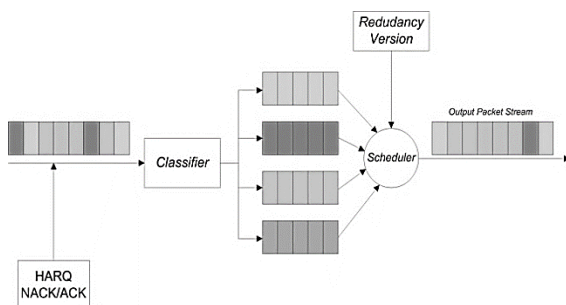 Redudancy
Version
Output Packet Stream
Classifier
Scheduler
HARQ
NACK/ACK